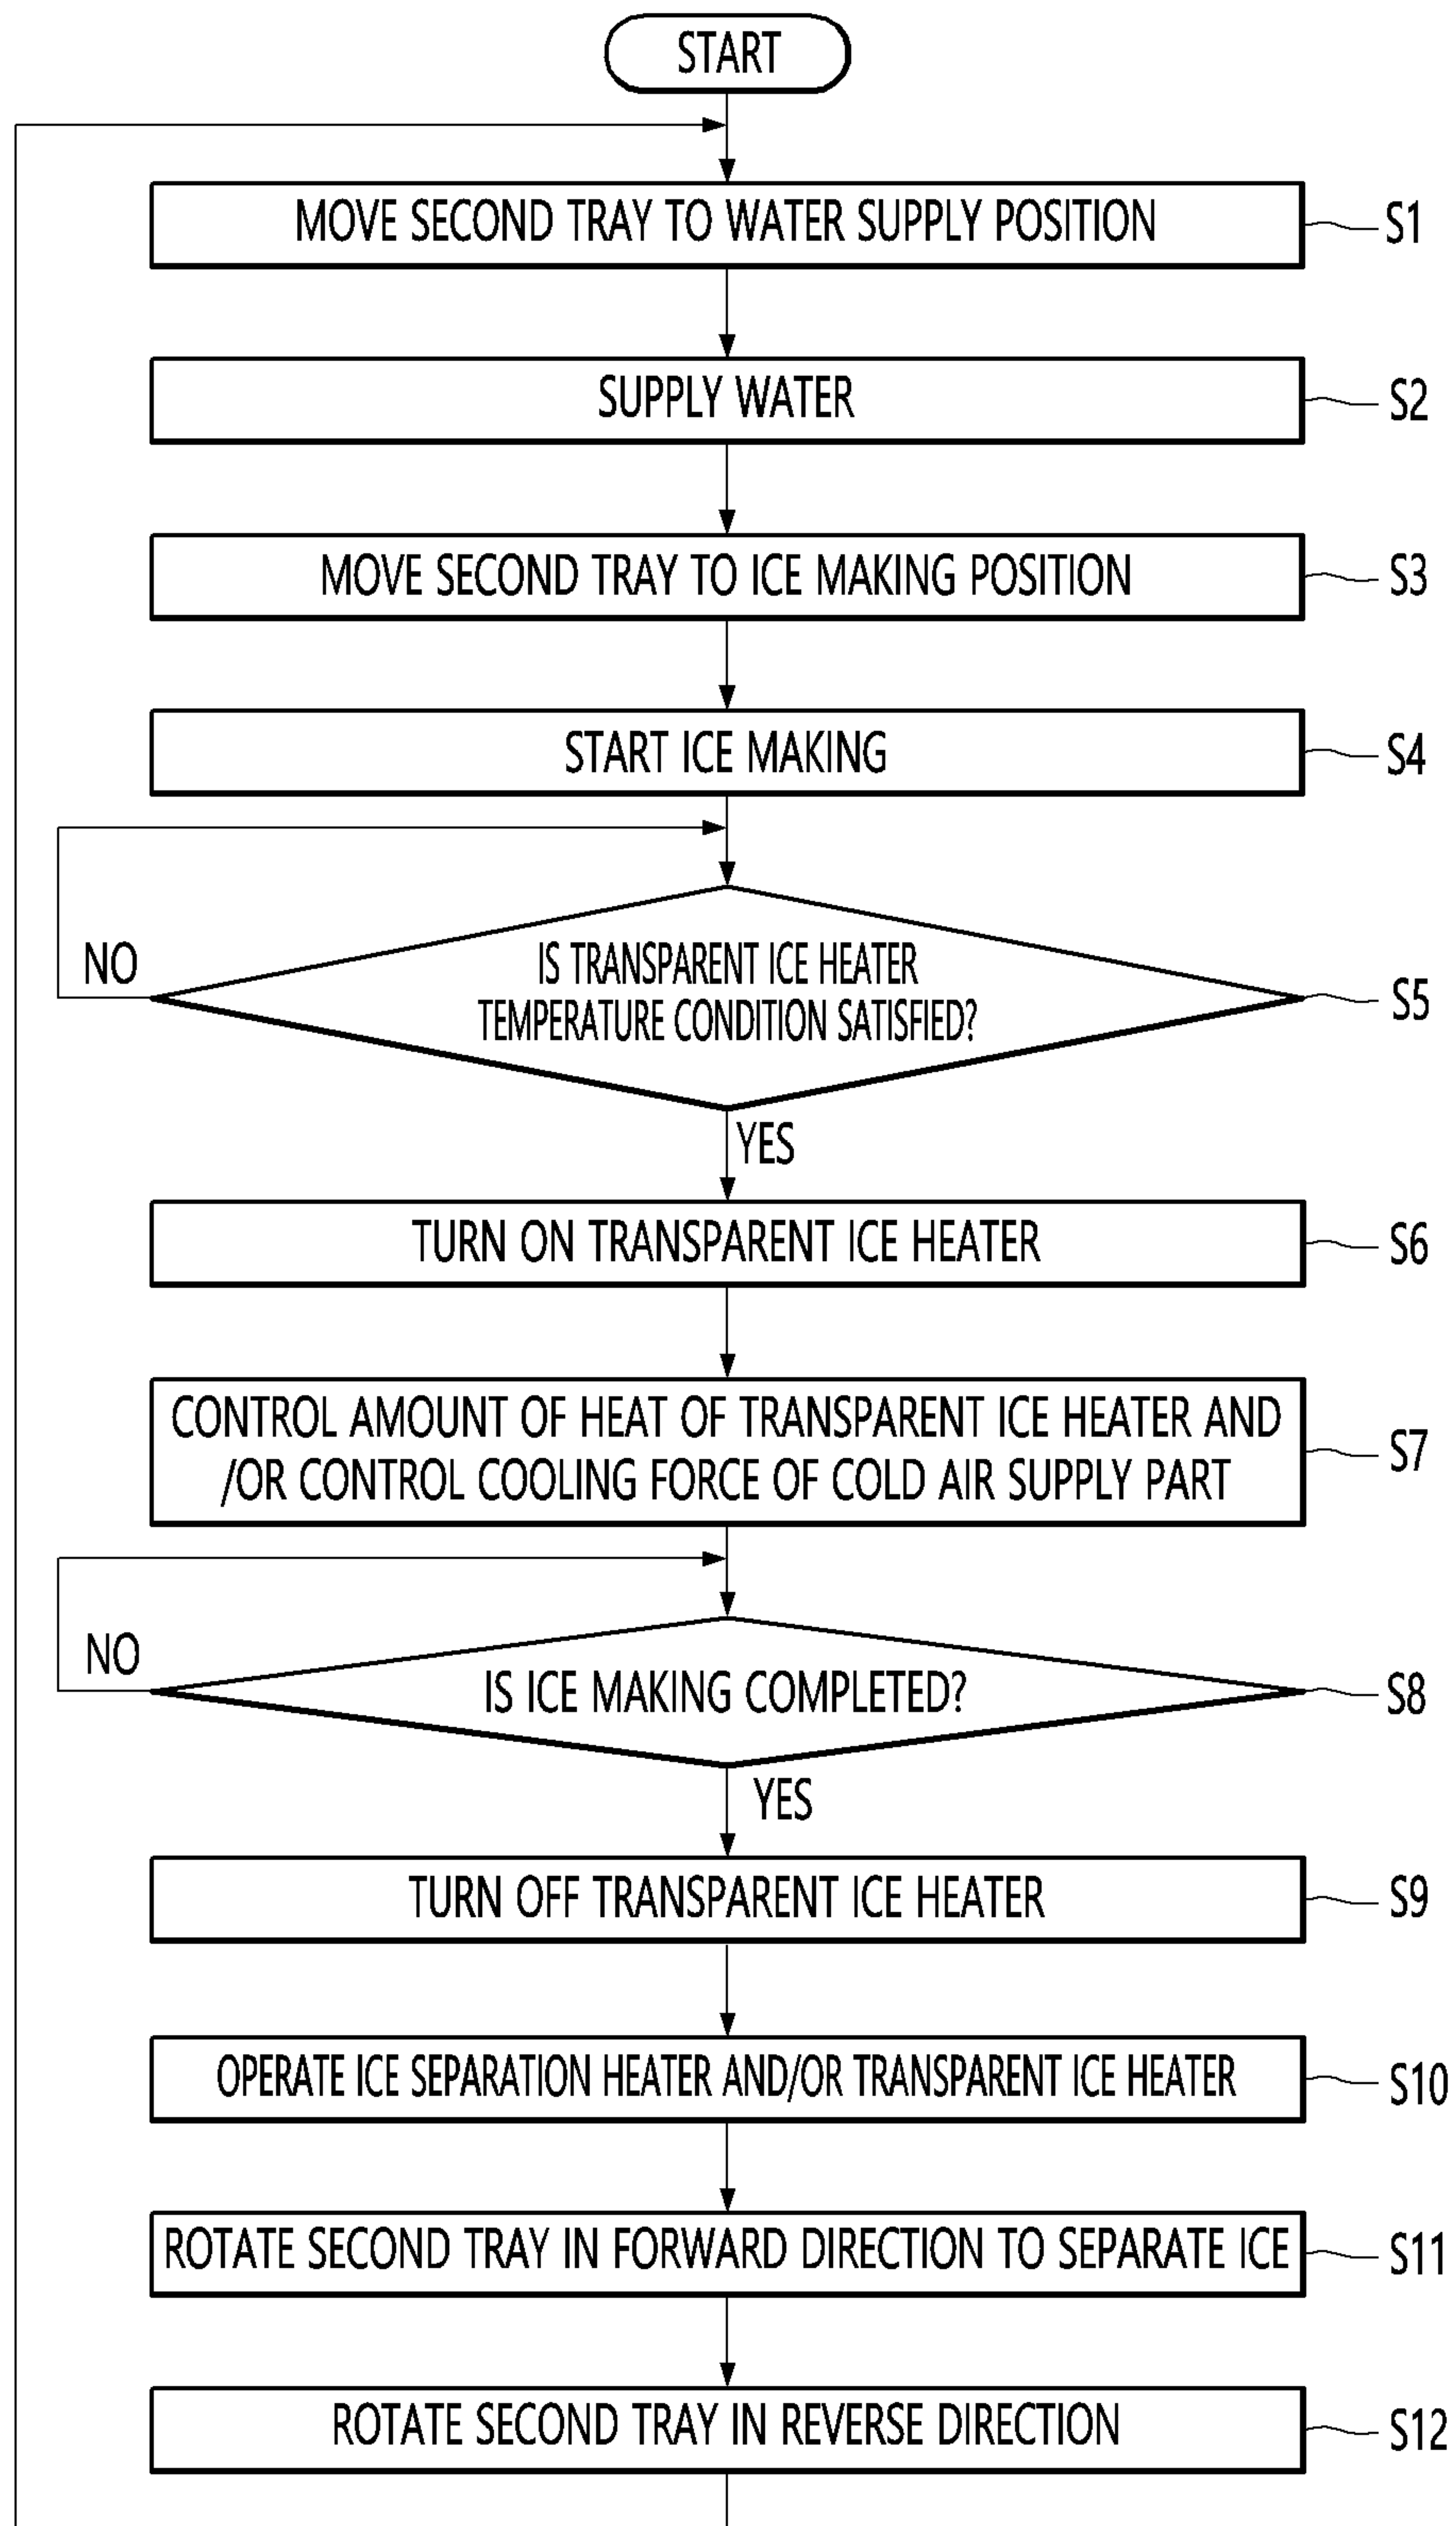 START
MOVE SECOND TRAY TO WATER SUPPLY POSITION
S1
SUPPLY WATER
S2
MOVE SECOND TRAY TO ICE MAKING POSITION
S3
START ICE MAKING
S4
NO
IS TRANSPARENT ICE HEATER
TEMPERATURE CONDITION SATISFIED?
S5
YES
TURN ON TRANSPARENT ICE HEATER
S6
CONTROL AMOUNT OF HEAT OF TRANSPARENT ICE HEATER AND
/OR CONTROL COOLING FORCE OF COLD AIR SUPPLY PART
S7
NO
IS ICE MAKING COMPLETED?
S8
YES
TURN OFF TRANSPARENT ICE HEATER
S9
OPERATE ICE SEPARATION HEATER AND/OR TRANSPARENT ICE HEATER
S10
ROTATE SECOND TRAY IN FORWARD DIRECTION TO SEPARATE ICE
S11
ROTATE SECOND TRAY IN REVERSE DIRECTION
S12